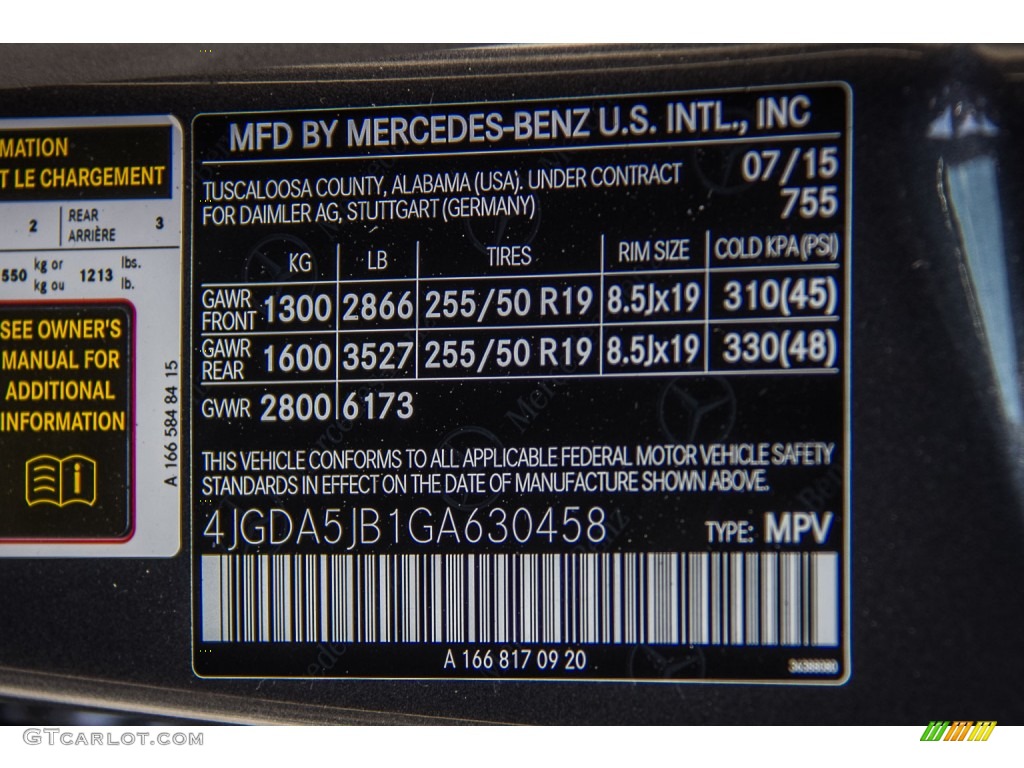 MATION
T LE CHARGEMENT
2 REAR ARRIÈRE 3
550 kg or kg ou 1213 lbs. lb.
SEE OWNER'S
MANUAL FOR
ADDITIONAL
INFORMATION
A 166 584 84 15
MFD BY MERCEDES-BENZ U.S. INTL., INC
TUSCALOOSA COUNTY, ALABAMA (USA), UNDER CONTRACT
FOR DAIMLER AG, STUTTGART (GERMANY)
07/15
755
KG LB TIRES RIM SIZE COLD KPA(PSI)
GAWR FRONT 1300 2866 255/50 R19 8.5Jx19 310(45)
GAWR REAR 1600 3527 255/50 R19 8.5Jx19 330(48)
GVWR 2800 6173
THIS VEHICLE CONFORMS TO ALL APPLICABLE FEDERAL MOTOR VEHICLE SAFETY
STANDARDS IN EFFECT ON THE DATE OF MANUFACTURE SHOWN ABOVE.
4JGDA5JB1GA630458 TYPE: MPV
A 166 817 09 20
GTCARLOT.COM